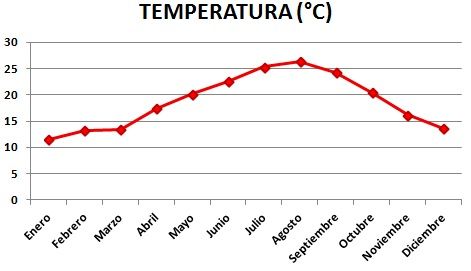 TEMPERATURA (°C)
30
25
20
15
10
5
0
Enero
Febrero
Marzo
Abril
Mayo
Junio
Julio
Agosto
Septiembre
Octubre
Noviembre
Diciembre